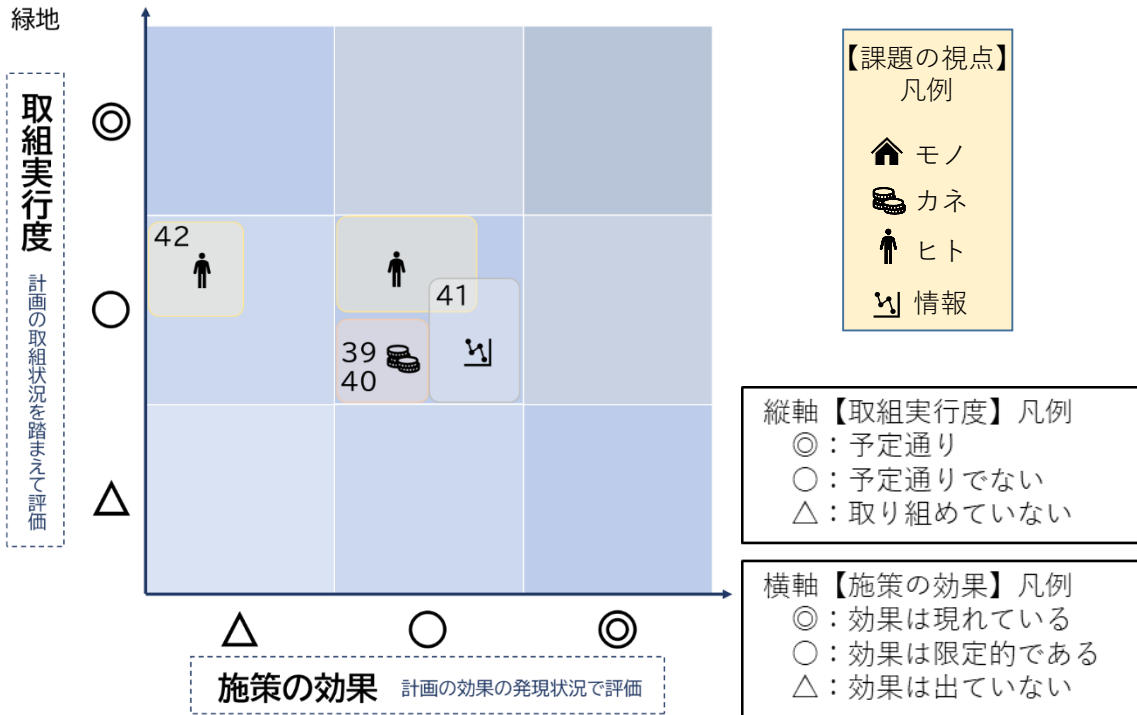 緑地
取組実行度
計画の取組状況を踏まえて評価
◎
○
△
42
41
39
40
△
○
◎
施策の効果 計画の効果の発現状況で評価
【課題の視点】
凡例
モノ
カネ
ヒト
情報
縦軸【取組実行度】凡例
◎：予定通り
○：予定通りでない
△：取り組めていない
横軸【施策の効果】凡例
◎：効果は現れている
○：効果は限定的である
△：効果は出ていない